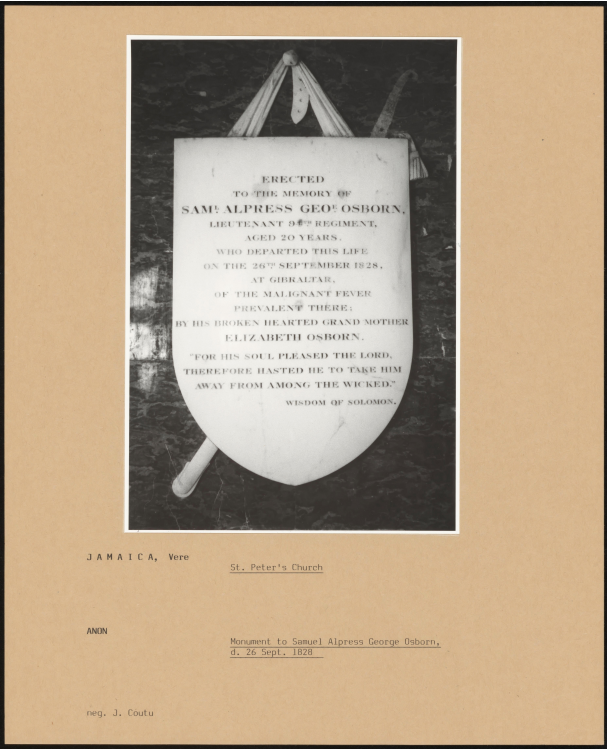 ERECTED
TO THE MEMORY OF
SAML. ALPRESS GEOE. OSBORN,
LIEUTENANT 94TH REGIMENT,
AGED 20 YEARS.
WHO DEPARTED THIS LIFE
ON THE 26TH SEPTEMBER 1828,
AT GIBRALTAR,
OF THE MALIGNANT FEVER
PREVALENT THERE;
BY HIS BROKEN HEARTED GRAND MOTHER
ELIZABETH OSBORN.
"FOR HIS SOUL PLEASED THE LORD,
THEREFORE HASTED HE TO TAKE HIM
AWAY FROM AMONG THE WICKED."
WISDOM OF SOLOMON.
JAMAICA, Vere
St. Peter's Church
ANON
Monument to Samuel Alpress George Osborn,
d. 26 Sept. 1828
neg. J. Coutu